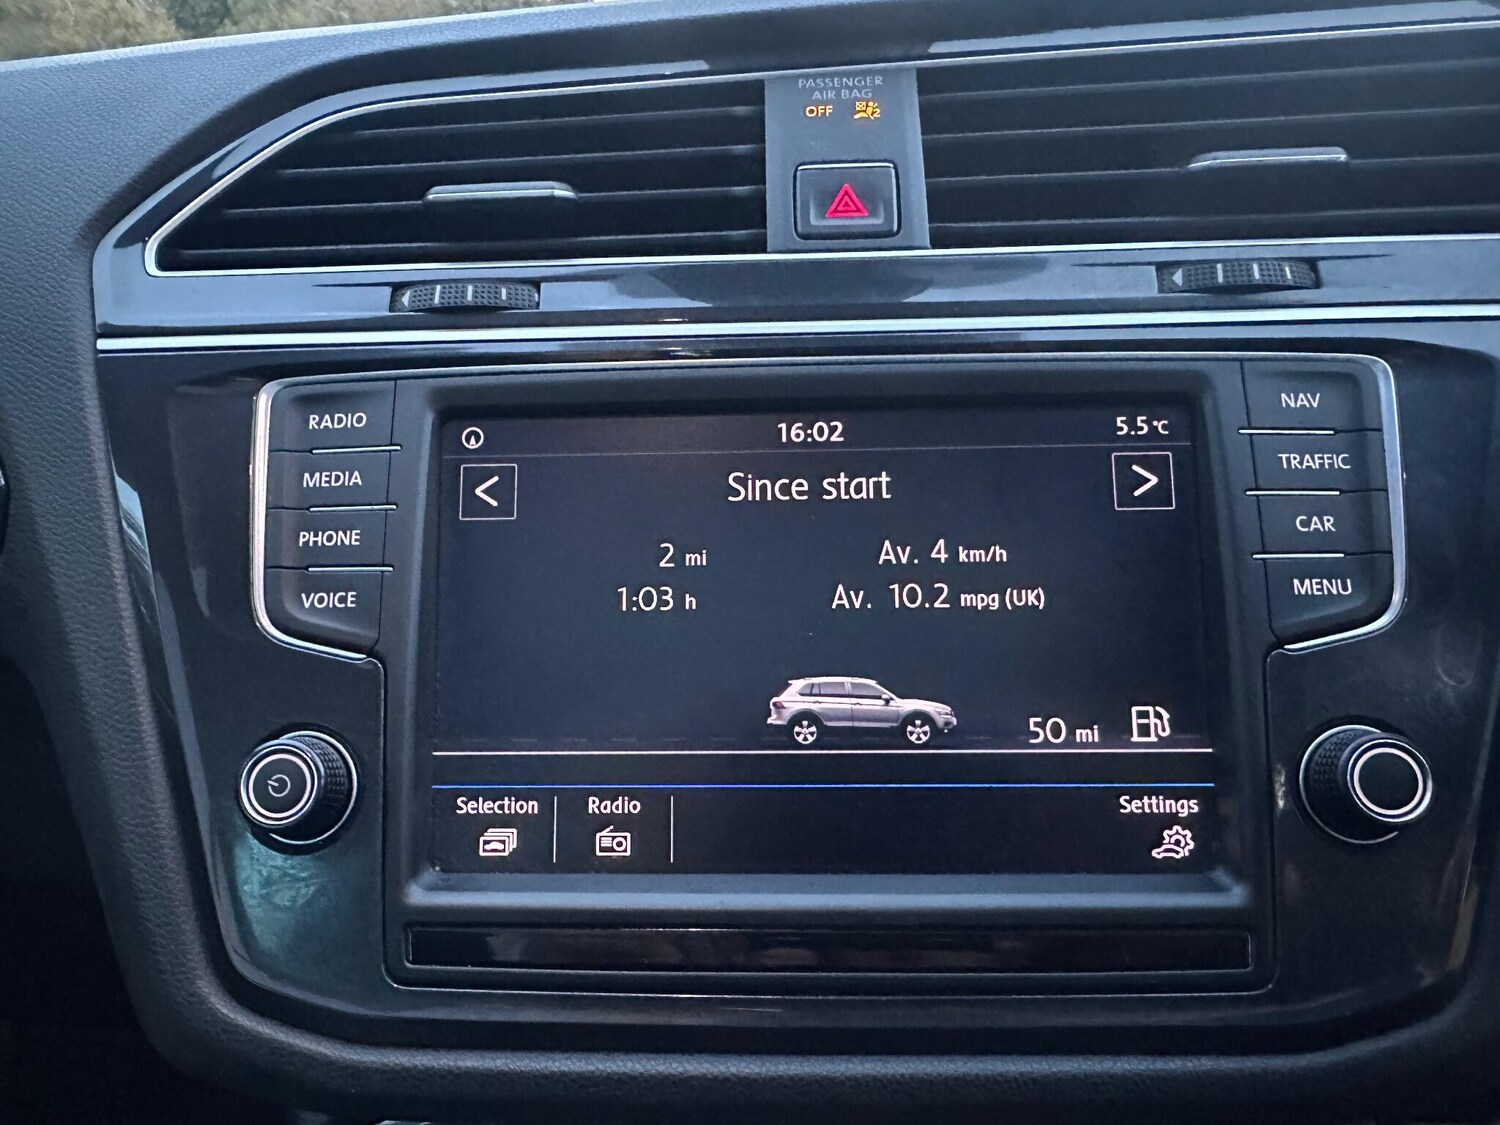 PASSENGER
AIR BAG
OFF 2
RADIO
MEDIA
PHONE
VOICE
16:02
5.5°C
< Since start >
2 mi
Av. 4 km/h
1:03 h
Av. 10.2 mpg (UK)
50 mi
Selection
Radio
Settings
NAV
TRAFFIC
CAR
MENU